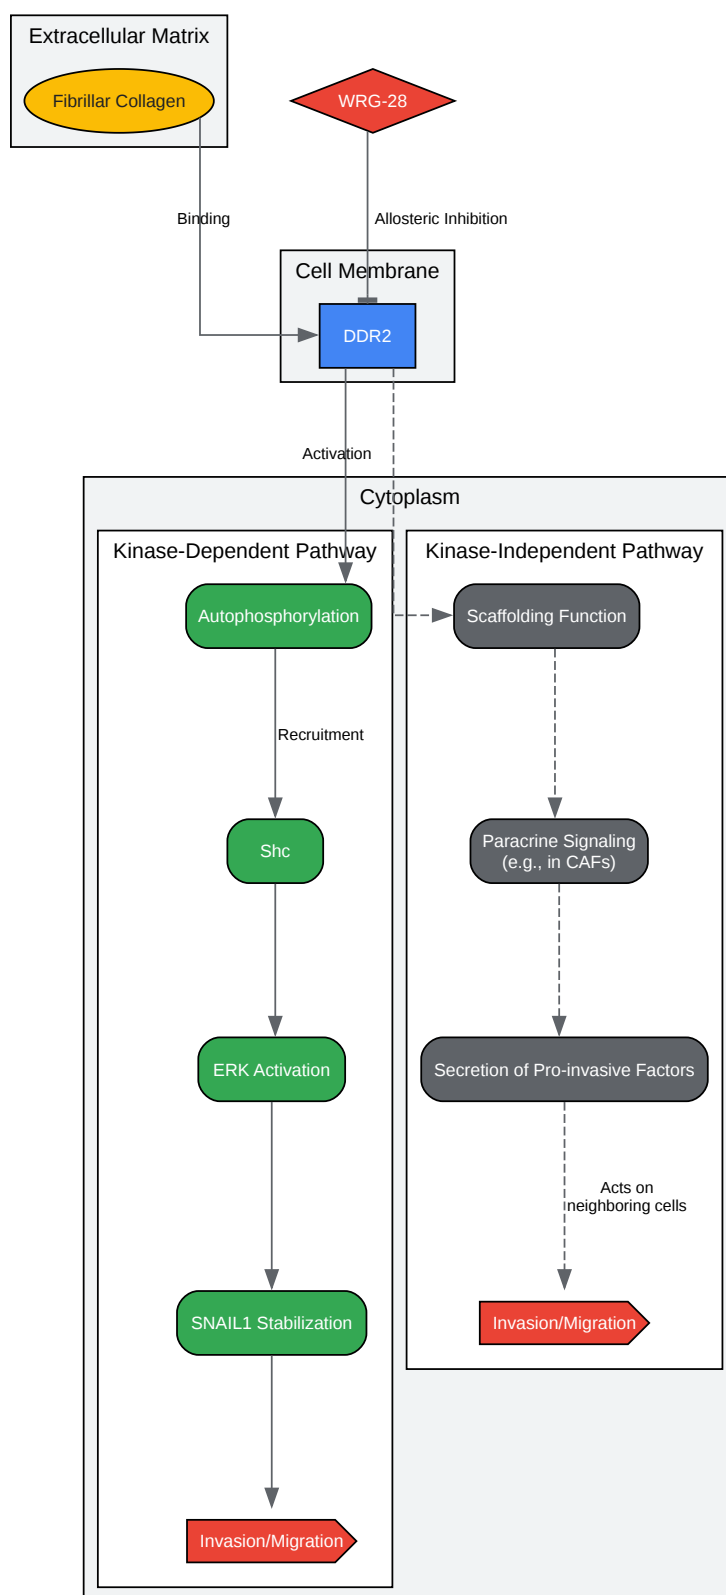 Extracellular Matrix
Fibrillar Collagen
WRG-28
Binding
Allosteric Inhibition
Cell Membrane
DDR2
Activation
Cytoplasm
Kinase-Dependent Pathway
Kinase-Independent Pathway
Autophosphorylation
Scaffolding Function
Recruitment
Shc
Paracrine Signaling
(e.g., in CAFs)
ERK Activation
Secretion of Pro-invasive Factors
Acts on
neighboring cells
SNAIL1 Stabilization
Invasion/Migration
Invasion/Migration